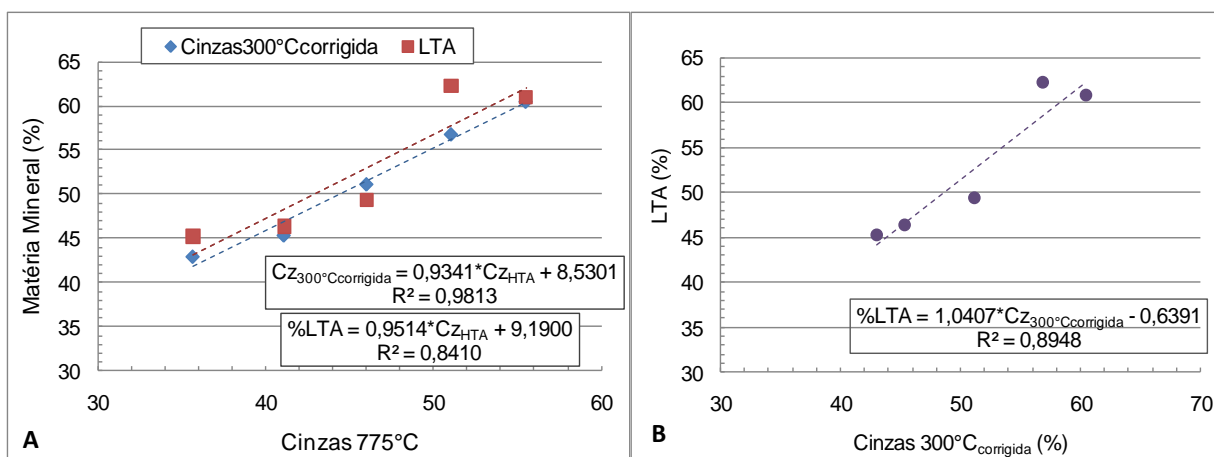 Cinzas300°Ccorrigida LTA
Matéria Mineral (%)
65
60
55
50
45
40
35
30
Cz300°Ccorrigida = 0,9341*CzHTA + 8,5301
R² = 0,9813
%LTA = 0,9514*CzHTA + 9,1900
R² = 0,8410
30 40 50 60
Cinzas 775°C
A
LTA (%)
65
60
55
50
45
40
35
30
%LTA = 1,0407*Cz300°Ccorrigida - 0,6391
R² = 0,8948
30 40 50 60 70
Cinzas 300°Ccorrigida (%)
B